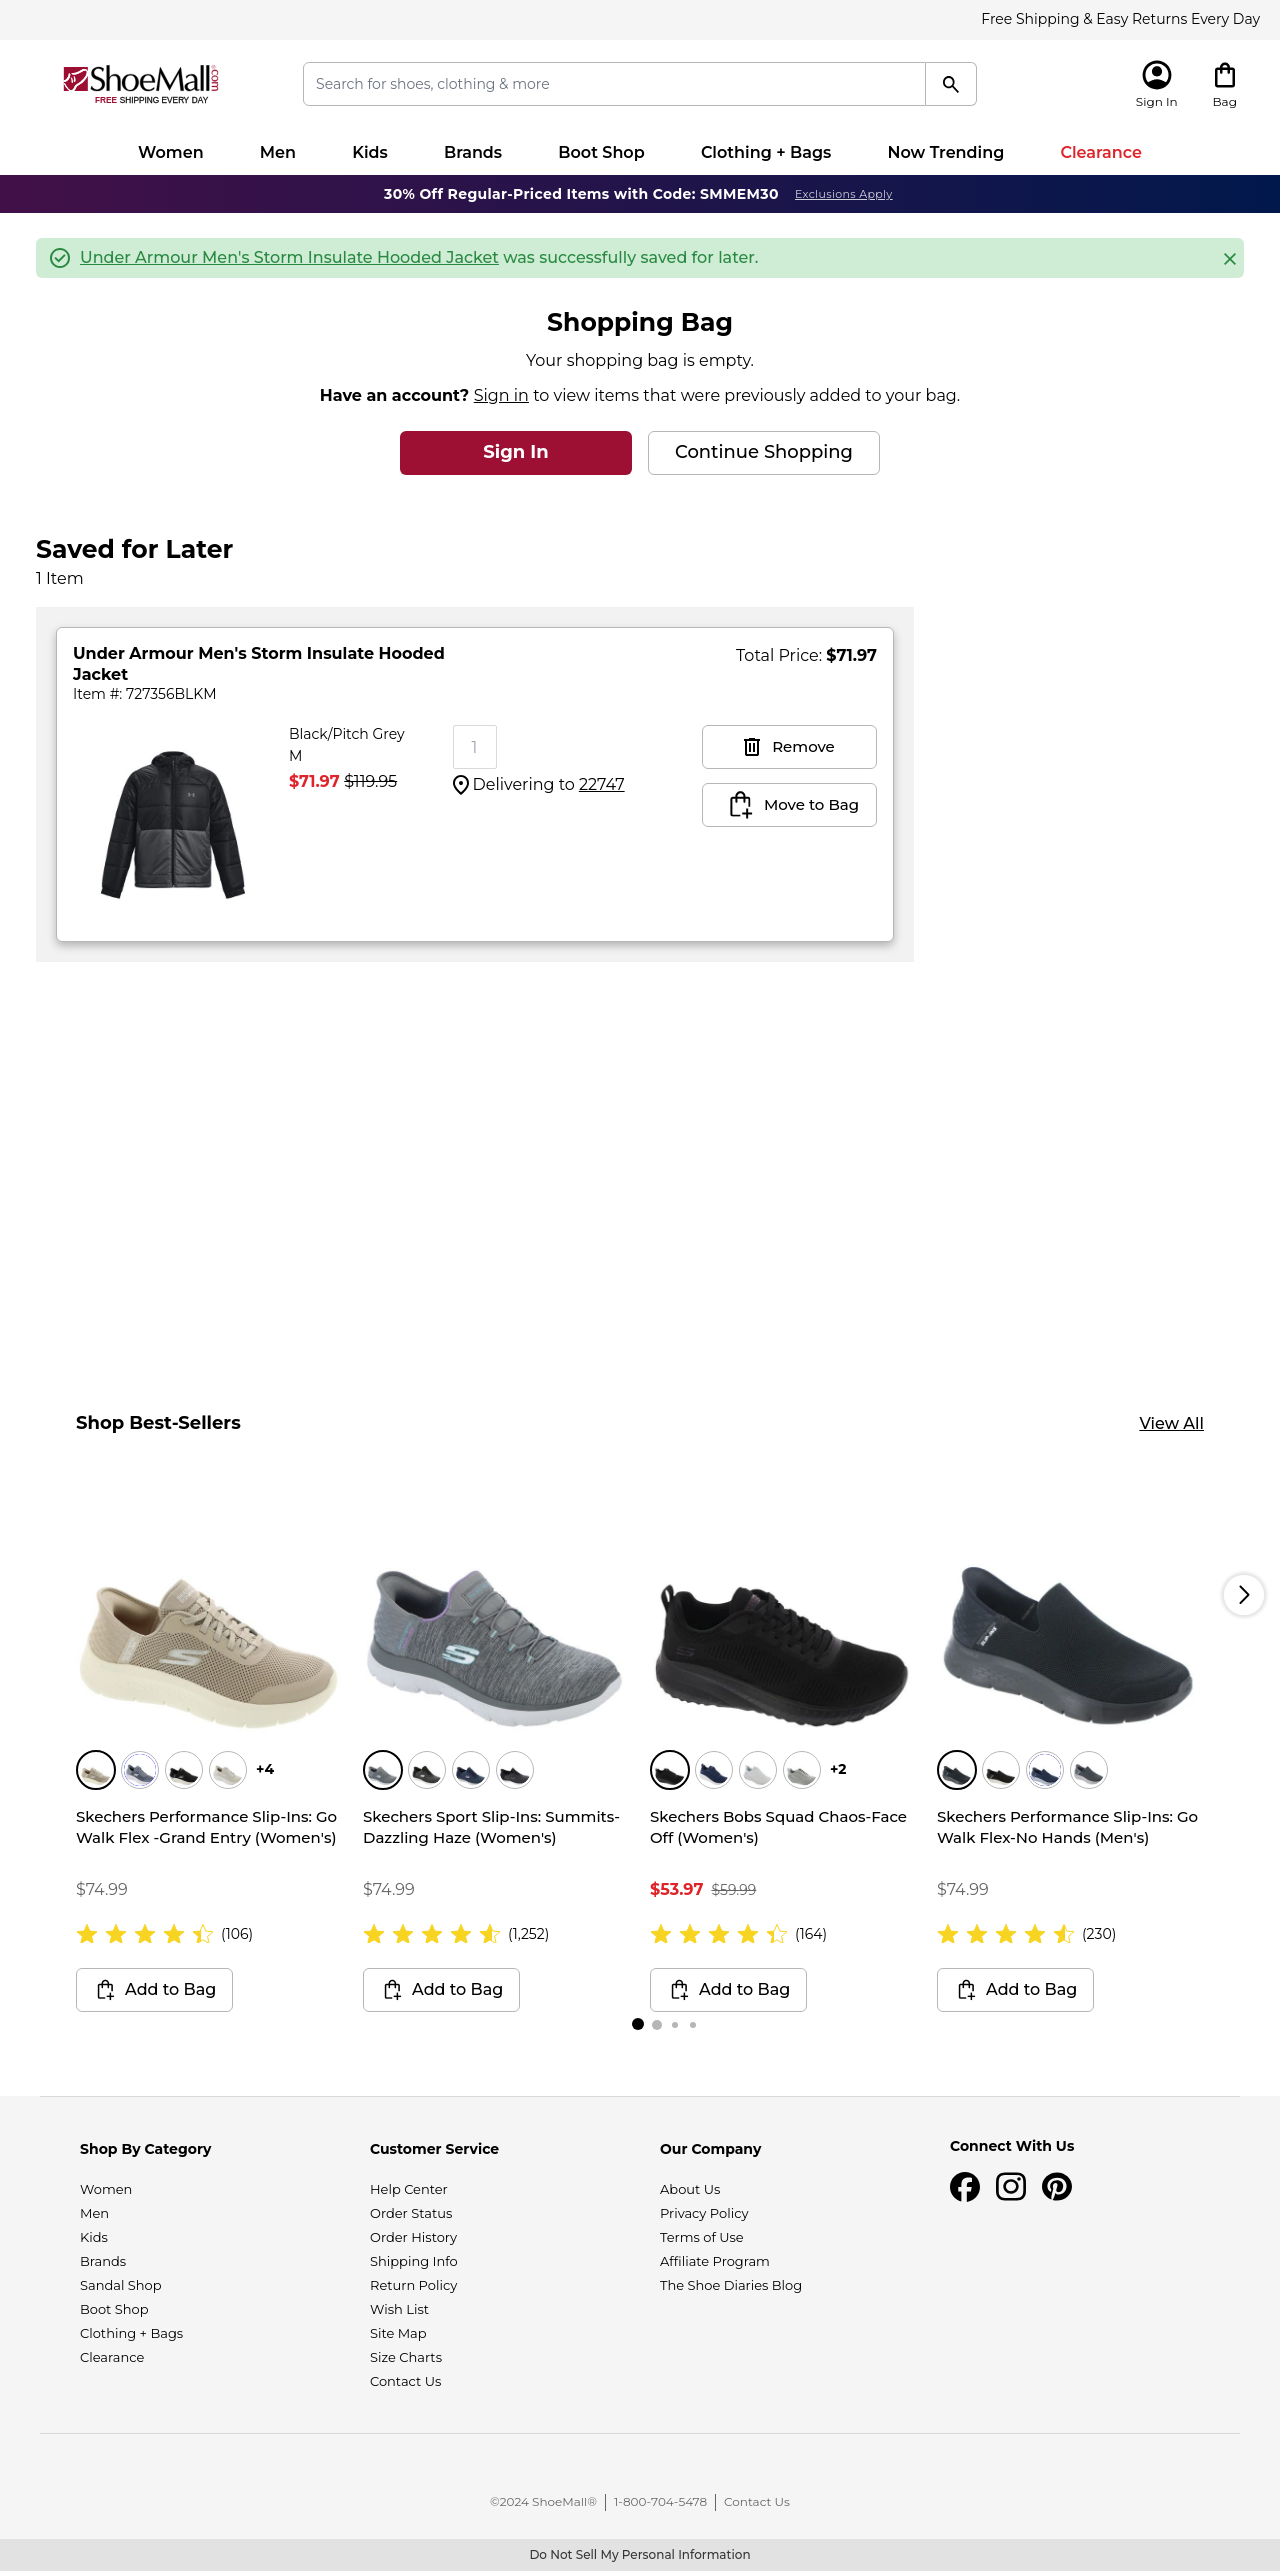 Free Shipping & Easy Returns Every Day
ShoeMall.com
FREE SHIPPING EVERY DAY
Search for shoes, clothing & more
Sign In
Bag
Women
Men
Kids
Brands
Boot Shop
Clothing + Bags
Now Trending
Clearance
30% Off Regular-Priced Items with Code: SMMEM30 Exclusions Apply
Under Armour Men's Storm Insulate Hooded Jacket was successfully saved for later.
Shopping Bag
Your shopping bag is empty.
Have an account? Sign in to view items that were previously added to your bag.
Sign In
Continue Shopping
Saved for Later
1 Item
Under Armour Men's Storm Insulate Hooded
Jacket
Item #: 727356BLKM
Total Price: $71.97
Black/Pitch Grey
M
$71.97 $119.95
1
Delivering to 22747
Remove
Move to Bag
Shop Best-Sellers
View All
+4
Skechers Performance Slip-Ins: Go
Walk Flex -Grand Entry (Women's)
$74.99
(106)
Add to Bag
Skechers Sport Slip-Ins: Summits-
Dazzling Haze (Women's)
$74.99
(1,252)
Add to Bag
+2
Skechers Bobs Squad Chaos-Face
Off (Women's)
$53.97 $59.99
(164)
Add to Bag
Skechers Performance Slip-Ins: Go
Walk Flex-No Hands (Men's)
$74.99
(230)
Add to Bag
Shop By Category
Women
Men
Kids
Brands
Sandal Shop
Boot Shop
Clothing + Bags
Clearance
Customer Service
Help Center
Order Status
Order History
Shipping Info
Return Policy
Wish List
Site Map
Size Charts
Contact Us
Our Company
About Us
Privacy Policy
Terms of Use
Affiliate Program
The Shoe Diaries Blog
Connect With Us
©2024 ShoeMall® | 1-800-704-5478 | Contact Us
Do Not Sell My Personal Information